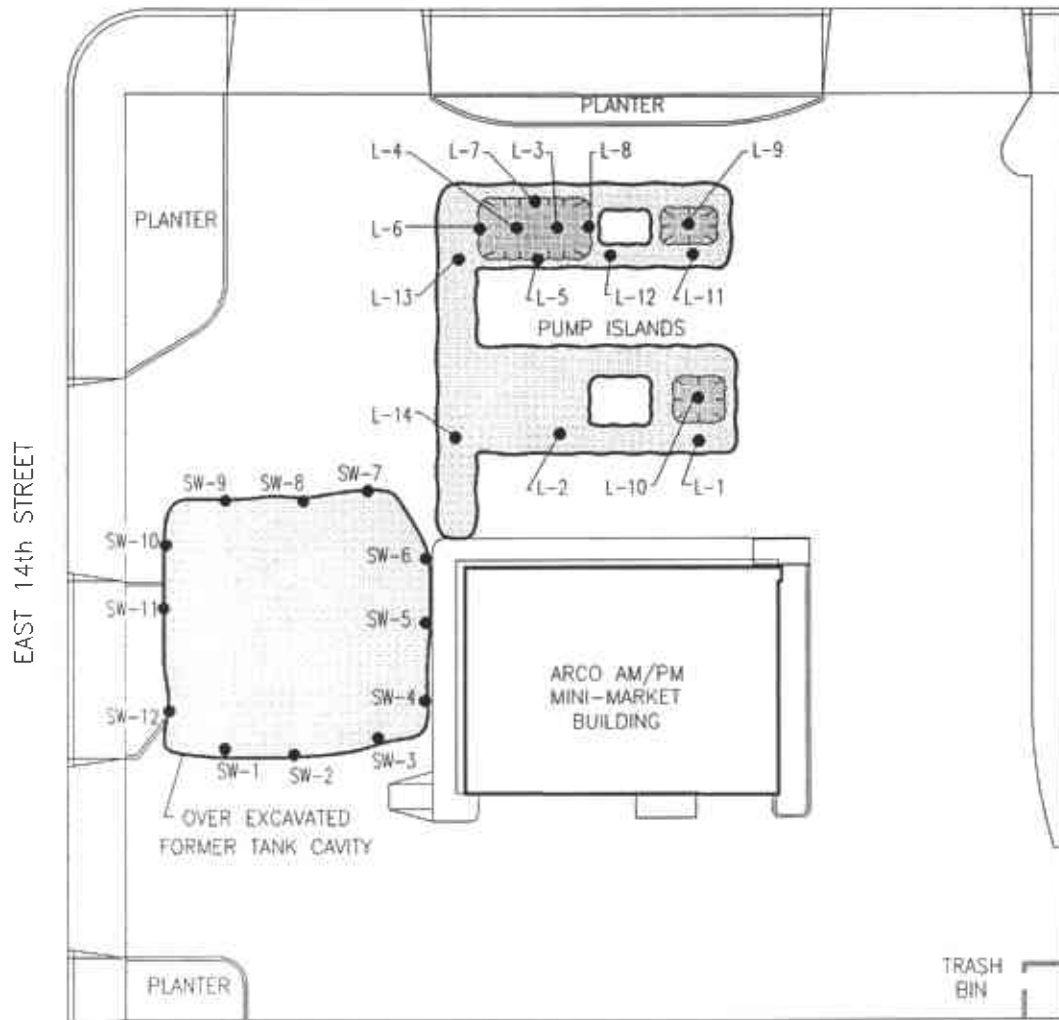 PLANTER
L-4
L-7
L-3
L-8
L-9
PLANTER
L-6
L-13
L-5
L-12
L-11
PUMP ISLANDS
L-14
L-2
L-10
L-1
EAST 14th STREET
SW-9
SW-8
SW-7
SW-10
SW-6
SW-11
SW-5
SW-4
SW-12
SW-3
SW-1
SW-2
ARCO AM/PM
MINI-MARKET
BUILDING
OVER EXCAVATED
FORMER TANK CAVITY
PLANTER
TRASH
BIN